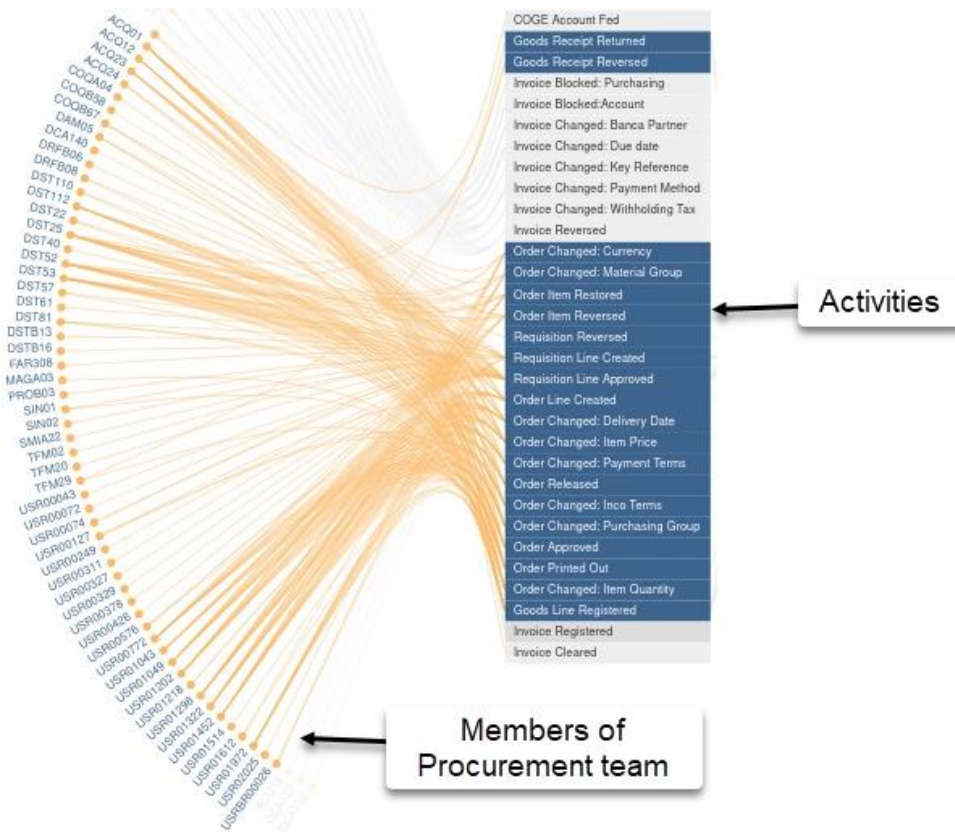 ACQ01
ACQ12
ACQ23
ACQ24
COQA04
COQB58
COQB67
DAM05
DCA140
DRFB06
DRFB08
DST110
DST112
DST22
DST25
DST40
DST52
DST53
DST57
DST61
DST81
DSTB13
DSTB16
FAR308
MAGA03
PROB03
SIN01
SIN02
SMIA22
TFM02
TFM20
TFM29
USR00043
USR00072
USR00074
USR00127
USR00249
USR00311
USR00327
USR00329
USR00378
USR00426
USR00576
USR00772
USR01043
USR01049
USR01202
USR01218
USR01298
USR01322
USR01452
USR01514
USR01612
USR01972
USR02025
USRBR00026
COGE Account Fed
Goods Receipt Returned
Goods Receipt Reversed
Invoice Blocked: Purchasing
Invoice Blocked:Account
Invoice Changed: Banca Partner
Invoice Changed: Due date
Invoice Changed: Key Reference
Invoice Changed: Payment Method
Invoice Changed: Withholding Tax
Invoice Reversed
Order Changed: Currency
Order Changed: Material Group
Order Item Restored
Order Item Reversed
Requisition Reversed
Requisition Line Created
Requisition Line Approved
Order Line Created
Order Changed: Delivery Date
Order Changed: Item Price
Order Changed: Payment Terms
Order Released
Order Changed: Inco Terms
Order Changed: Purchasing Group
Order Approved
Order Printed Out
Order Changed: Item Quantity
Goods Line Registered
Invoice Registered
Invoice Cleared
Activities
Members of
Procurement team